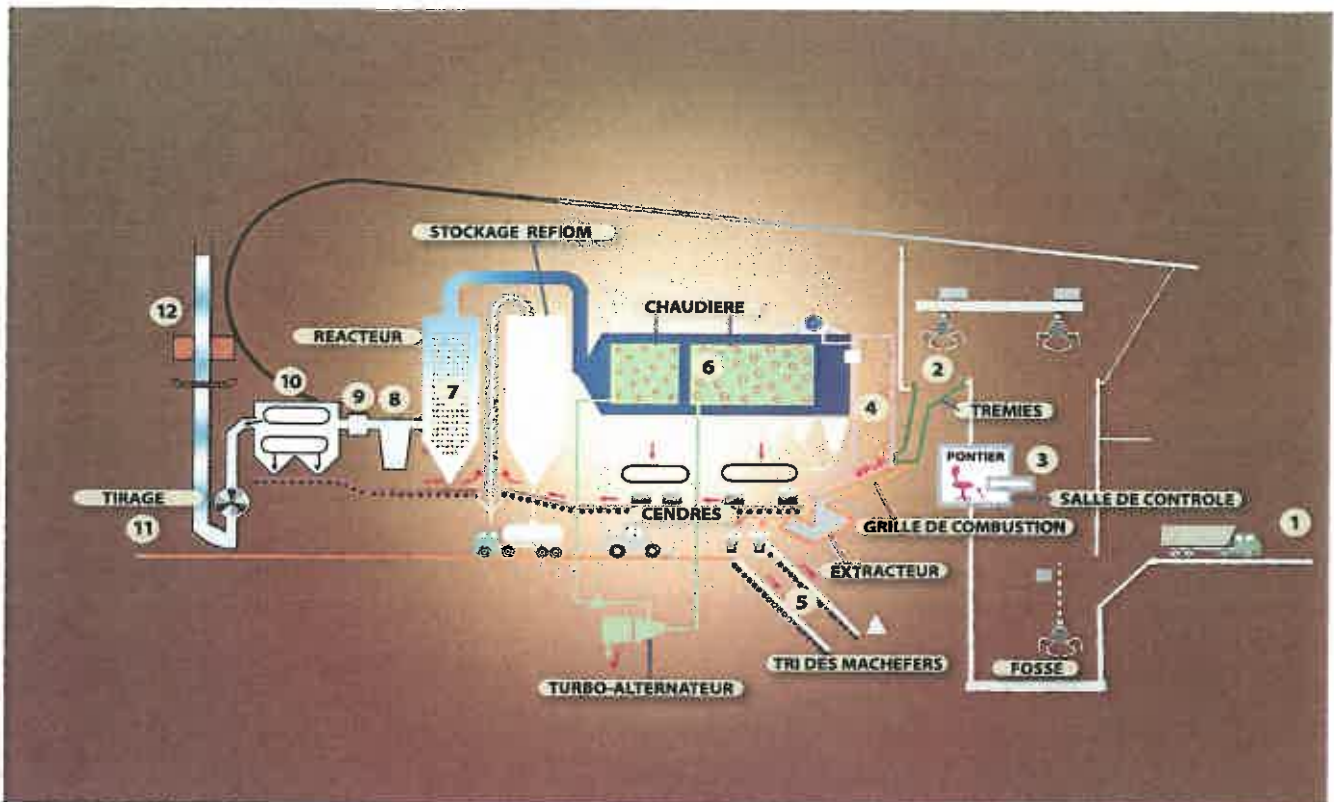 STOCKAGE REFIOM
CHAUDIERE
12
REACTEUR
10
9
8
7
6
2
4
TREMIES
PONTIER
3
SALLE DE CONTROLE
TIRAGE
11
CENDRES
GRILLE DE COMBUSTION
1
EXTRACTEUR
5
TRI DES MACHEFERS
FOSSE
TURBO-ALTERNATEUR